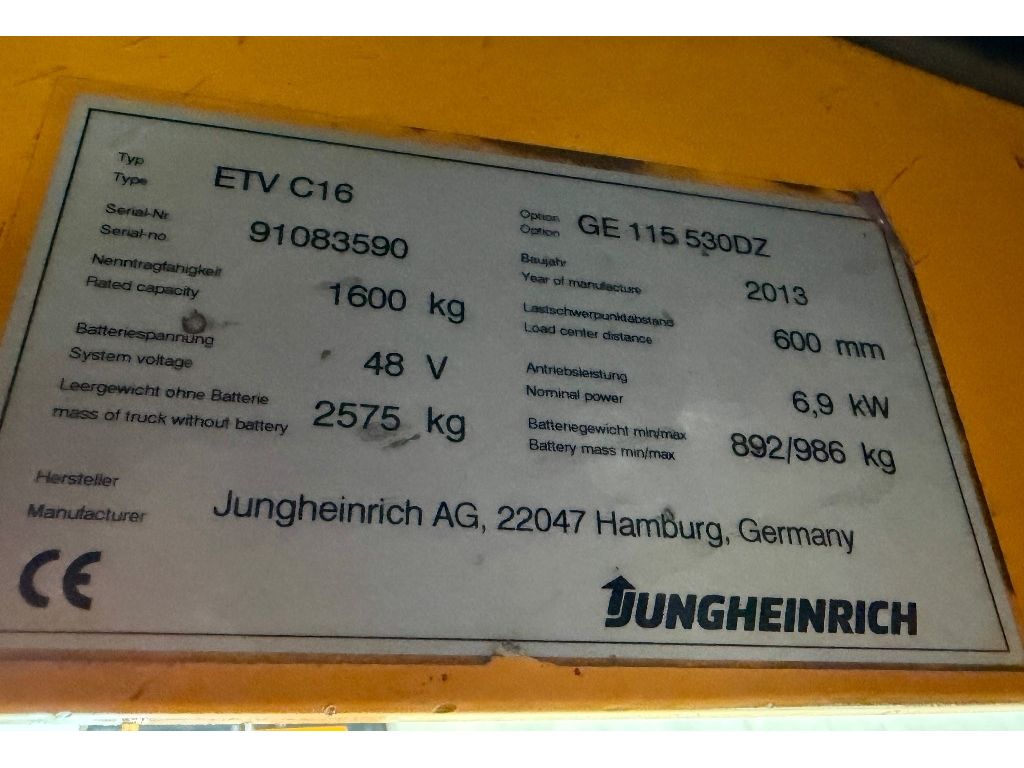 Typ
Type ETV C16
Option
Option GE 115 530DZ
Serial-Nr.
Serial-no. 91083590
Baujahr
Year of manufacture 2013
Nenntragfähigkeit
Rated capacity 1600 kg
Lastschwerpunktabstand
Load center distance 600 mm
Batteriespannung
System voltage 48 V
Antriebsleistung
Nominal power 6,9 kW
Leergewicht ohne Batterie
mass of truck without battery 2575 kg
Batteriegewicht min/max
Battery mass min/max 892/986 kg
Hersteller
Manufacturer Jungheinrich AG, 22047 Hamburg, Germany
CE
JUNGHEINRICH